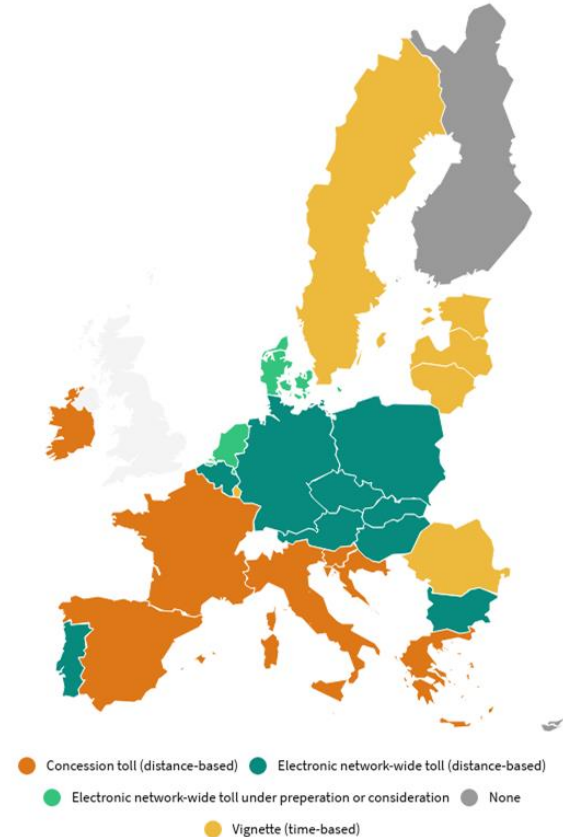 Concession toll (distance-based) Electronic network-wide toll (distance-based)
Electronic network-wide toll under preperation or consideration None
Vignette (time-based)